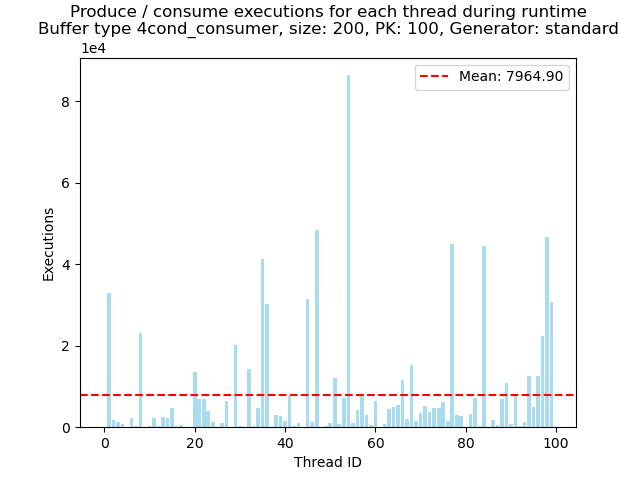 Produce / consume executions for each thread during runtime
Buffer type 4cond_consumer, size: 200, PK: 100, Generator: standard
1e4
Mean: 7964.90
8
6
4
2
0
Executions
0 20 40 60 80 100
Thread ID